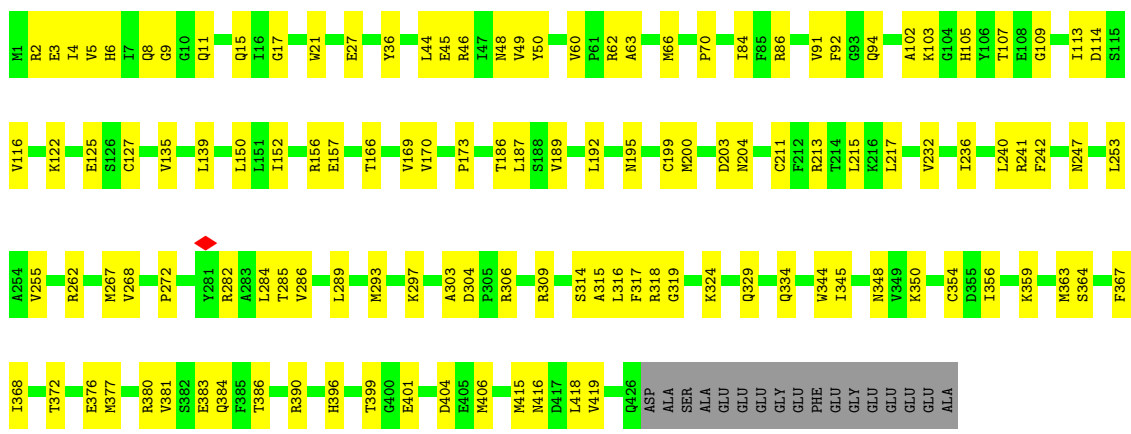 M1 R2 E3 I4 V5 H6 I7 Q8 G9 G10 Q11 Q15 I16 G17 W21 E27 Y36 L44 E45 R46 I47 N48 V49 Y50 V60 P61 R62 A63 M66 P70 I84 F85 R86 V91 F92 G93 Q94 A102 K103 G104 H105 Y106 T107 E108 G109 I113 D114 S115
V116 K122 E125 S126 C127 V135 L139 L150 L151 I152 R156 E157 T166 V169 V170 P173 T186 L187 S188 V189 L192 N195 C199 M200 D203 N204 C211 F212 R213 T214 L215 K216 L217 V232 I236 L240 R241 F242 N247 L253
A254 V255 R262 M267 V268 P272 Y281 R282 A283 L284 T285 V286 L289 M293 K297 A303 D304 P305 R306 R309 S314 A315 L316 F317 R318 G319 K324 Q329 Q334 W344 I345 N348 V349 K350 C354 D355 I356 K359 M363 S364 F367
I368 T372 E376 M377 R380 V381 S382 E383 Q384 F385 T386 R390 H396 T399 G400 E401 D404 E405 M406 M415 N416 D417 L418 V419 Q426 ASP ALA SER ALA GLU GLU GLY GLU PHE GLU GLY GLU GLU GLU GLU ALA